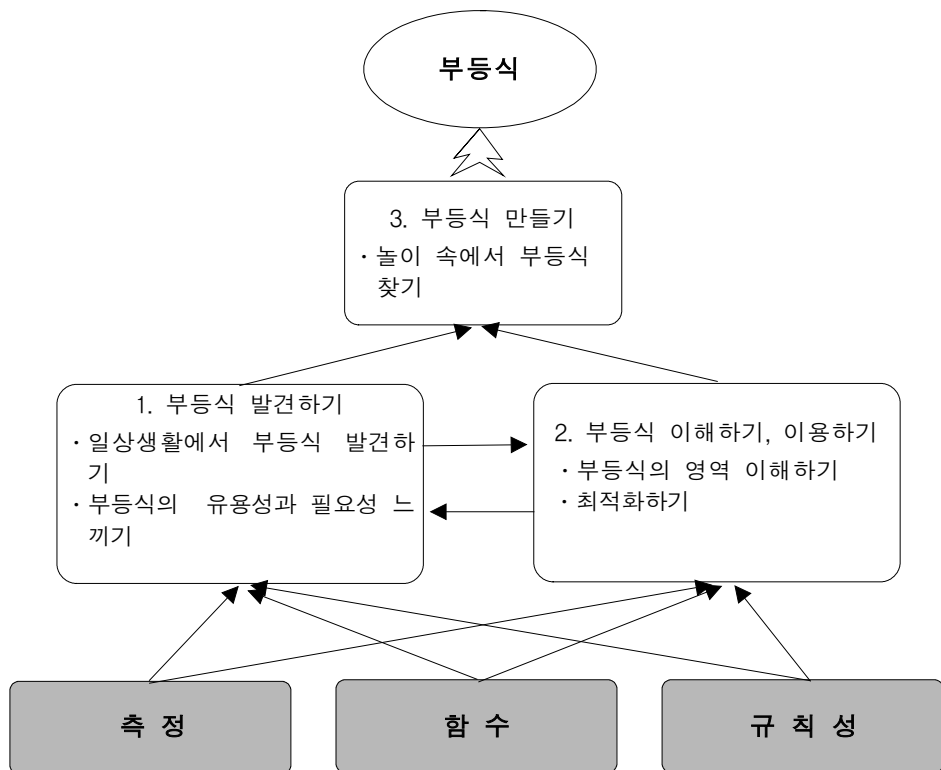 부등식
3. 부등식 만들기
· 놀이 속에서 부등식
찾기
1. 부등식 발견하기
· 일상생활에서 부등식 발견하
기
· 부등식의 유용성과 필요성 느
끼기
2. 부등식 이해하기, 이용하기
· 부등식의 영역 이해하기
· 최적화하기
측 정
함 수
규 칙 성